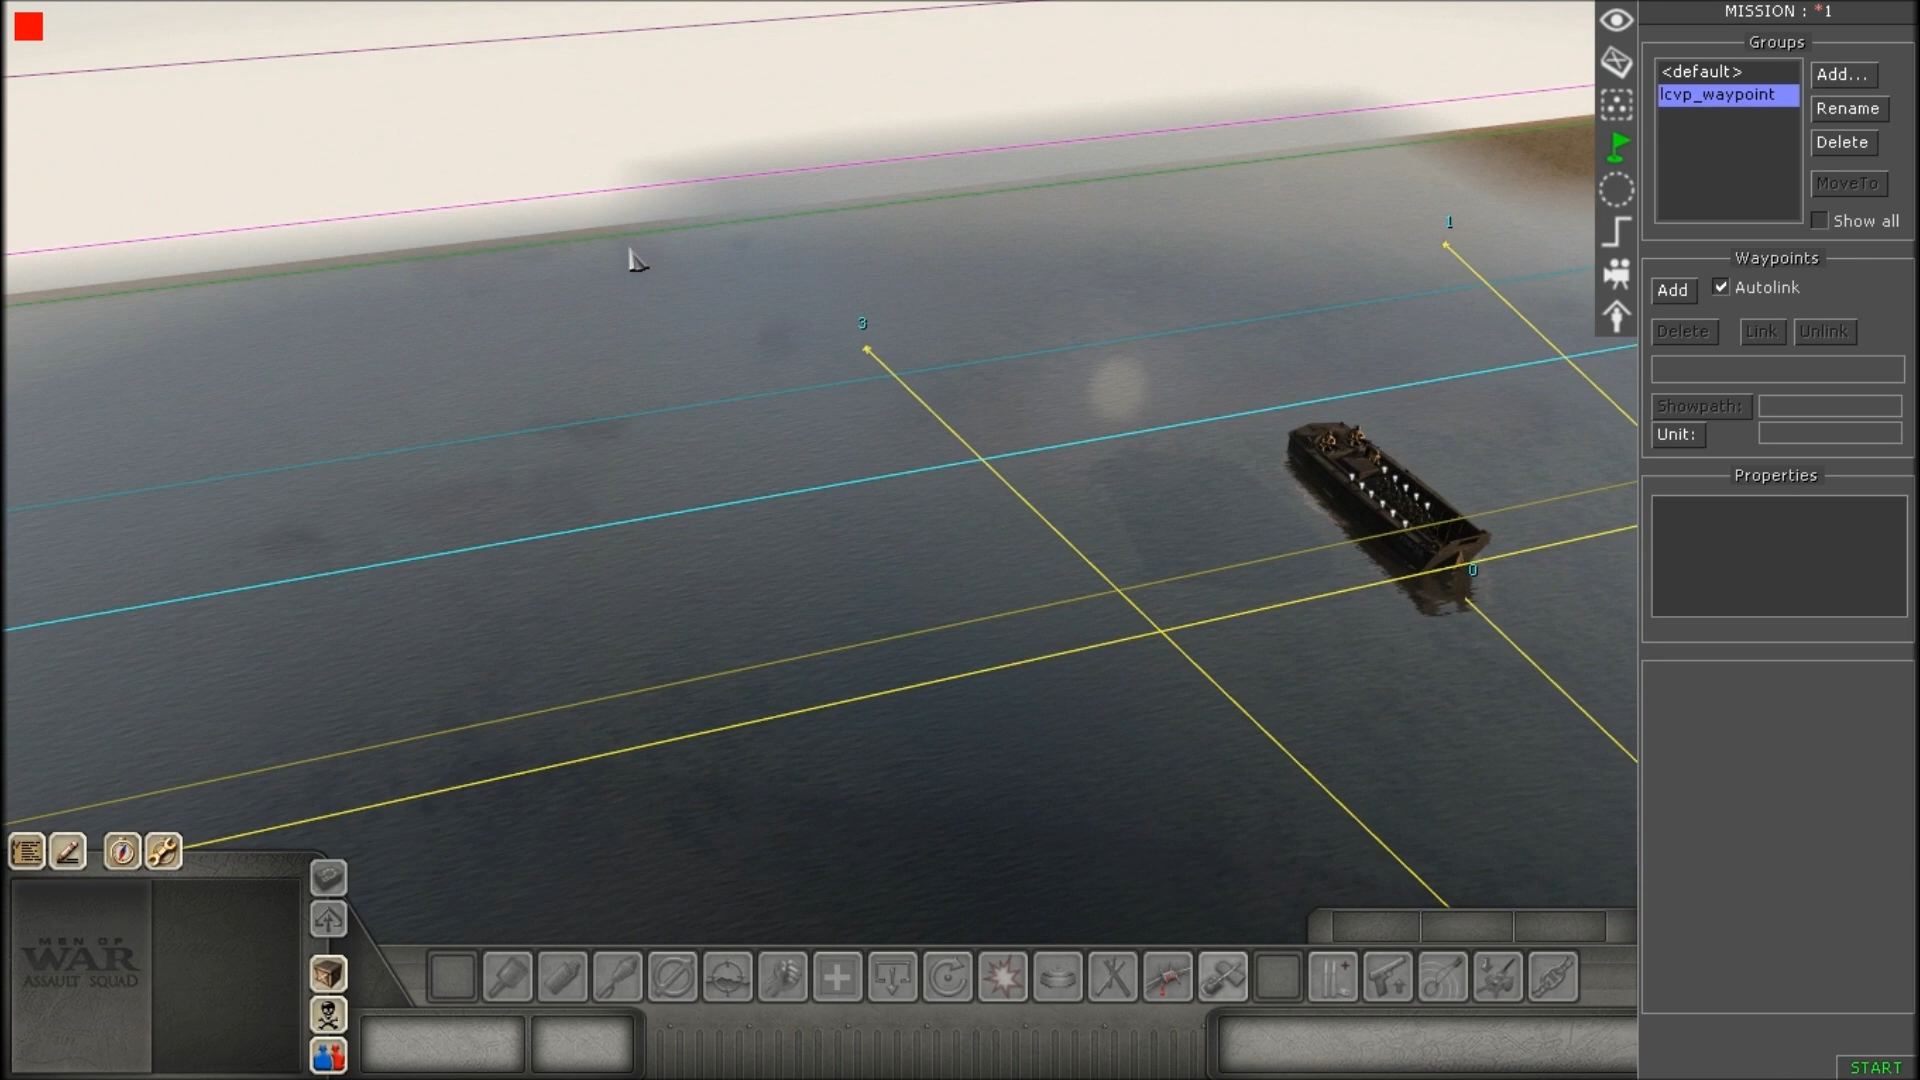 MISSION : *1
Groups
<default>
lcvp_waypoint
Add...
Rename
Delete
MoveTo
Show all
Waypoints
Add
Autolink
Delete
Link
Unlink
Showpath:
Unit:
Properties
1
3
0
MEN OF
WAR
ASSAULT SQUAD
START